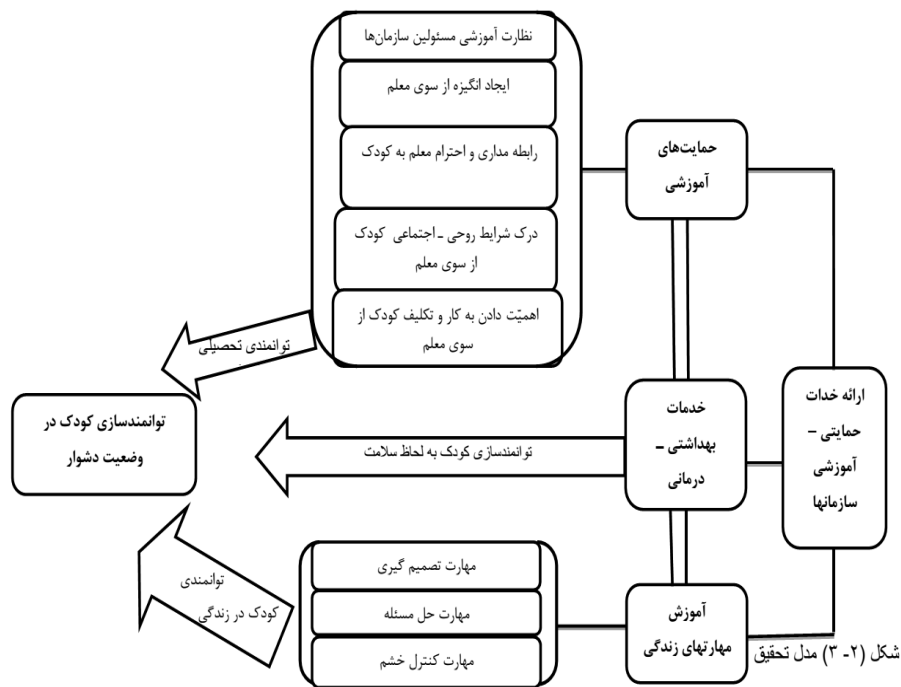 نظارت آموزشی مسئولین سازمان‌ها
ایجاد انگیزه از سوی معلم
رابطه مداری و احترام معلم به کودک
درک شرایط روحی ـ اجتماعی کودک
از سوی معلم
اهمیّت دادن به کار و تکلیف کودک از
سوی معلم
حمایت‌های
آموزشی
توانمندی تحصیلی
ارائه خدات
حمایتی –
آموزشی
سازمانها
خدمات
بهداشتی ـ
درمانی
توانمندسازی کودک به لحاظ سلامت
توانمندسازی کودک در
وضعیت دشوار
مهارت تصمیم گیری
مهارت حل مسئله
مهارت کنترل خشم
توانمندی
کودک در زندگی
آموزش
مهارتهای زندگی
شکل (۲- ۳) مدل تحقیق